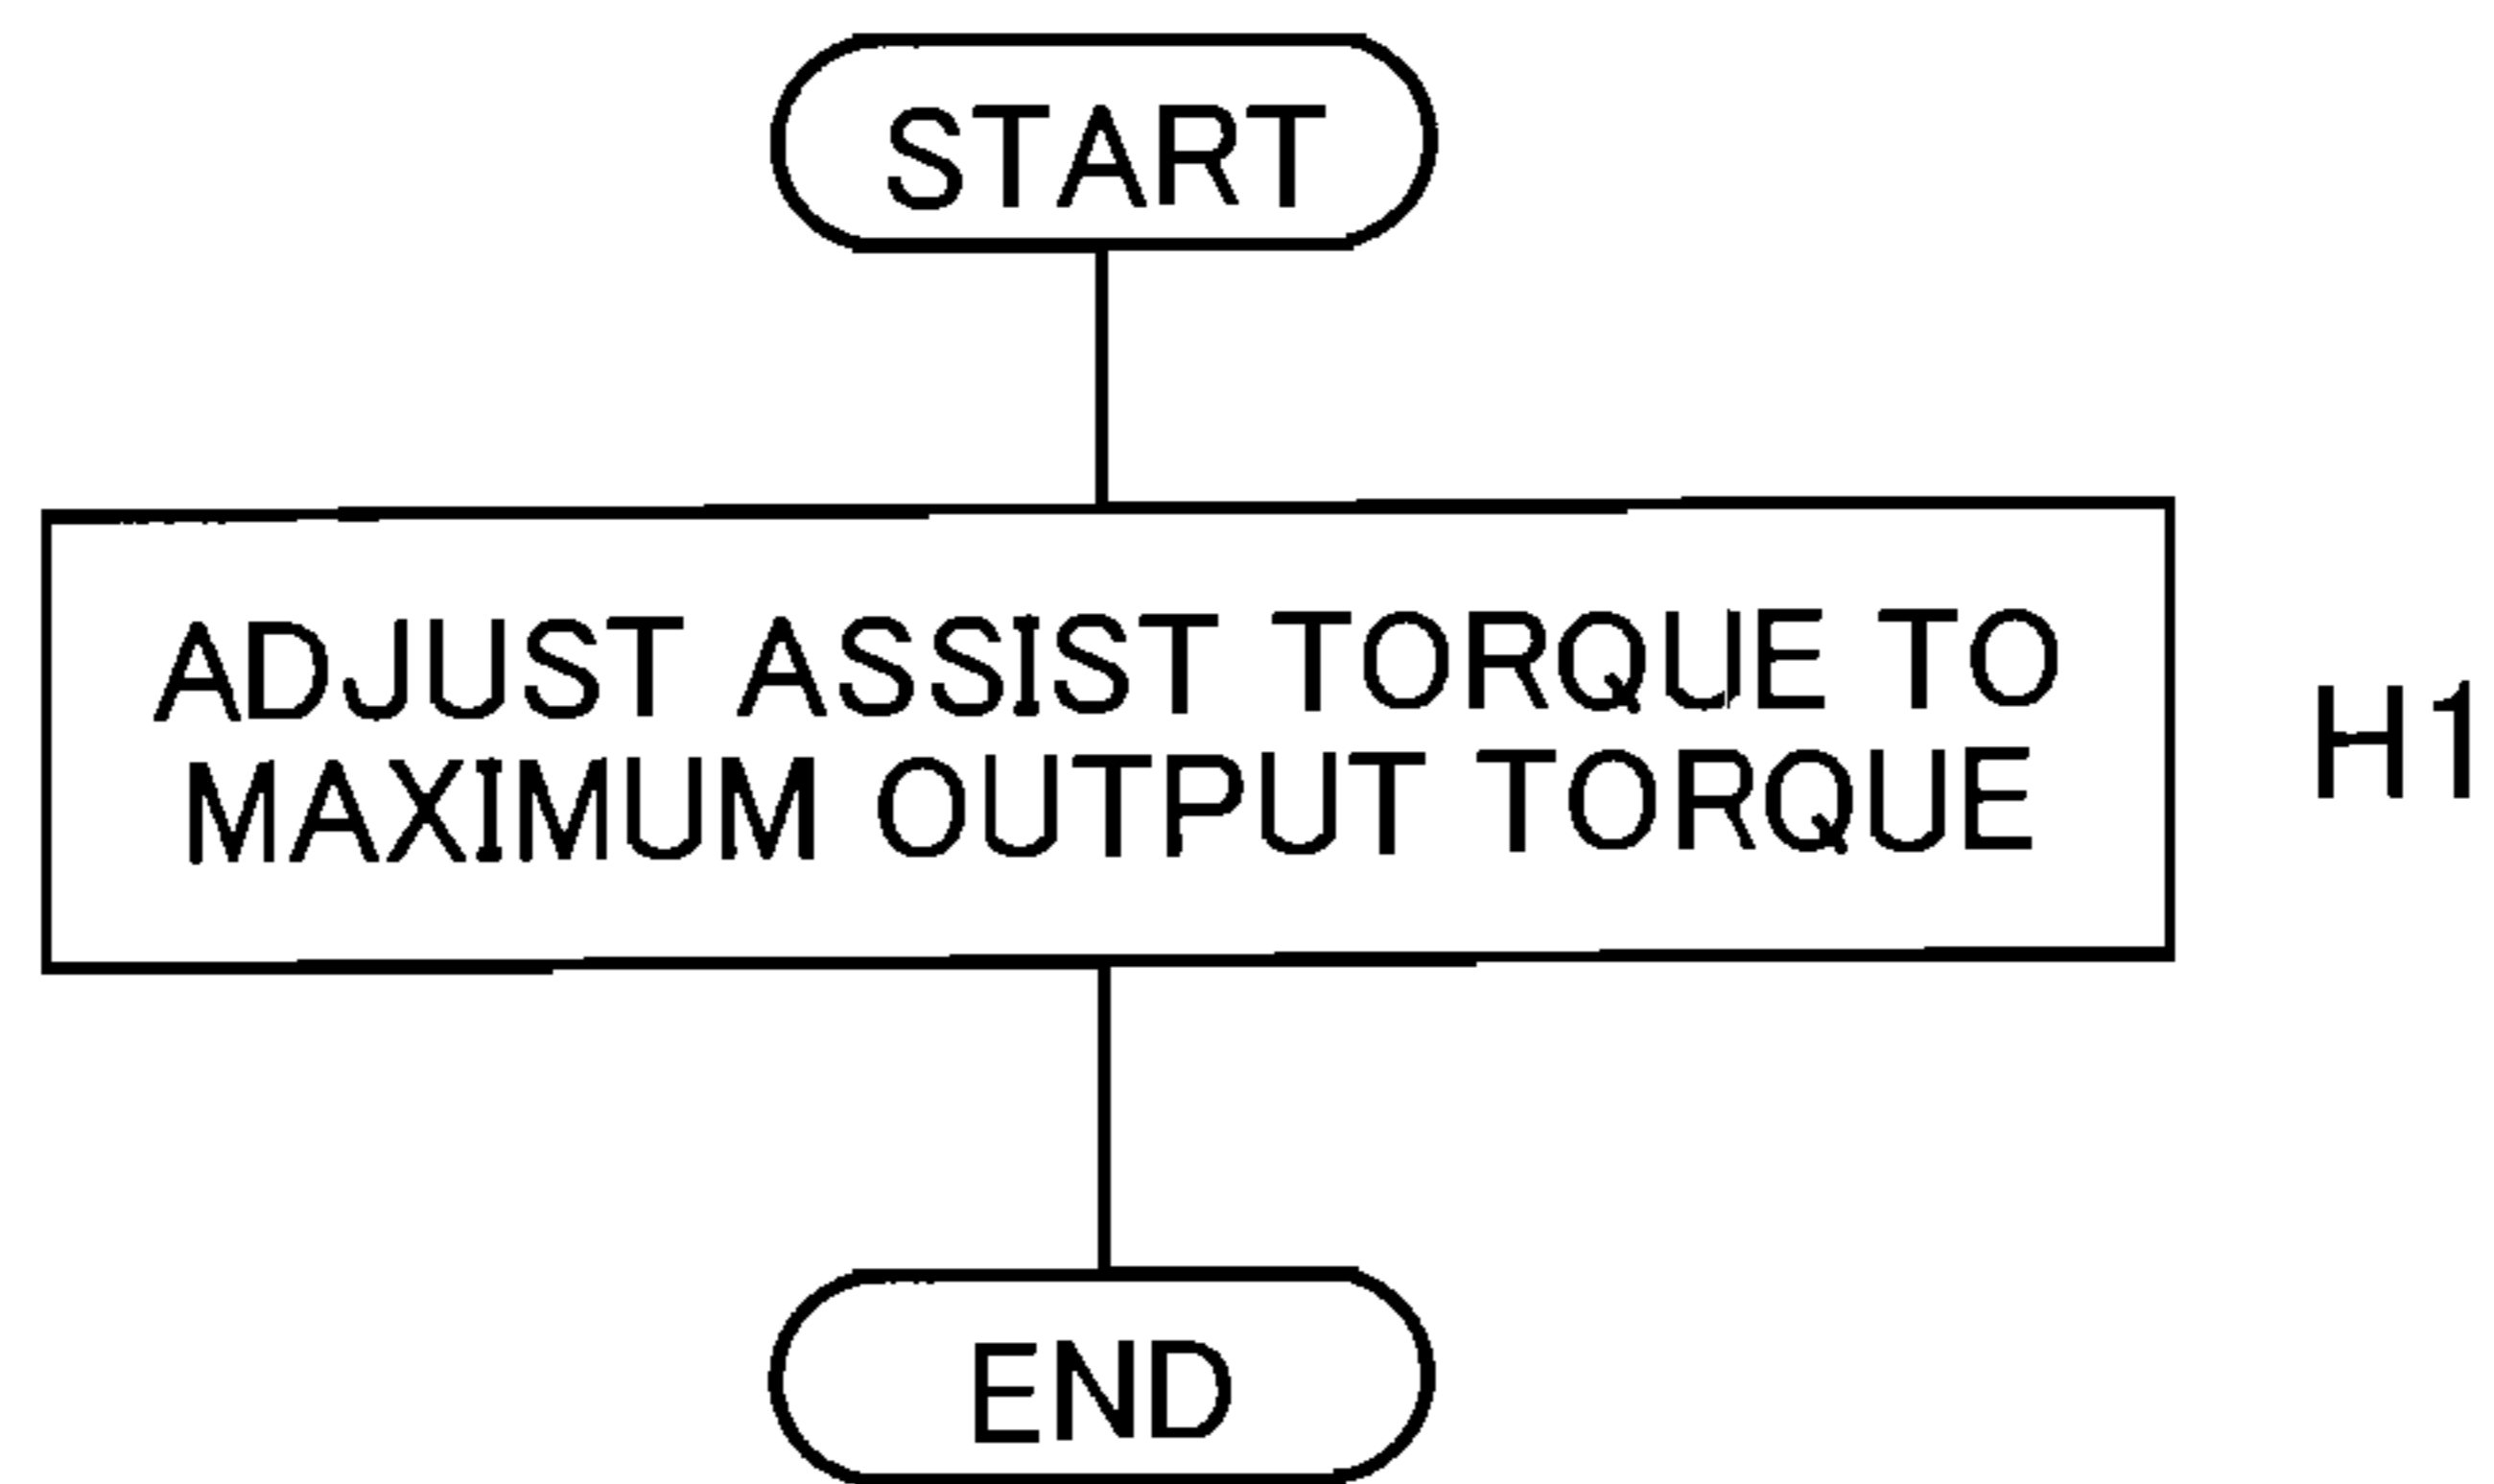 START
ADJUST ASSIST TORQUE TO
MAXIMUM OUTPUT TORQUE
H1
END